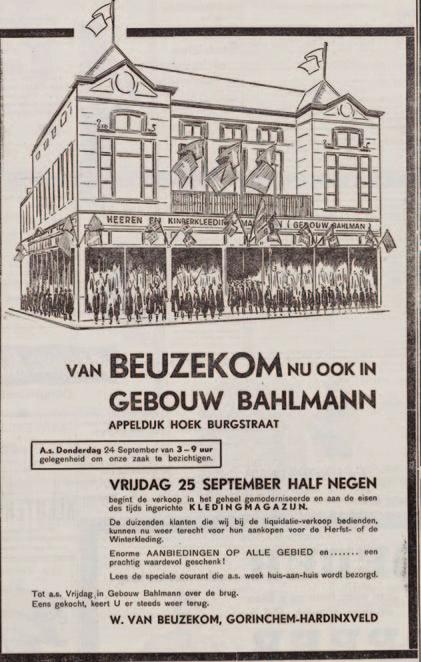 HEEREN EN KINDERKLEEDING MAGAZIJN ( GEBOUW BAHLMAN )
VAN BEUZEKOM NU OOK IN
GEBOUW BAHLMANN
APPELDIJK HOEK BURGSTRAAT
A.s. Donderdag 24 September van 3–9 uur
gelegenheid om onze zaak te bezichtigen.
VRIJDAG 25 SEPTEMBER HALF NEGEN
begint de verkoop in het geheel gemoderniseerde en aan de eisen
des tijds ingerichte KLEDINGMAGAZIJN.
De duizenden klanten die wij bij de liquidatie-verkoop bedienden,
kunnen nu weer terecht voor hun aankopen voor de Herfst- of de
Winterkleding.
Enorme AANBIEDINGEN OP ALLE GEBIED en....... een
prachtig waardevol geschenk!
Lees de speciale courant die a.s. week huis-aan-huis wordt bezorgd.
Tot a.s. Vrijdag in Gebouw Bahlmann over de brug.
Eens gekocht, keert U er steeds weer terug.
W. VAN BEUZEKOM, GORINCHEM-HARDINXVELD